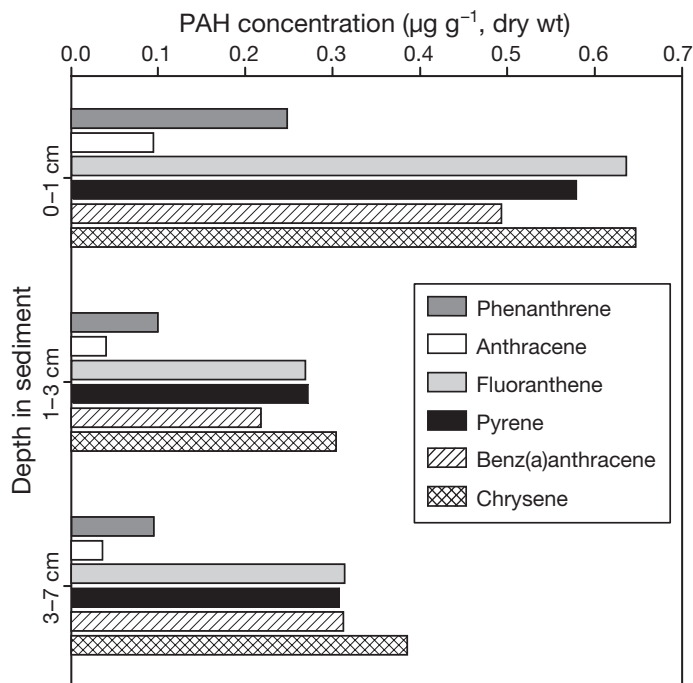 PAH concentration (µg g⁻¹, dry wt)
0.0 0.1 0.2 0.3 0.4 0.5 0.6 0.7
Depth in sediment
0–1 cm
1–3 cm
3–7 cm
Phenanthrene
Anthracene
Fluoranthene
Pyrene
Benz(a)anthracene
Chrysene